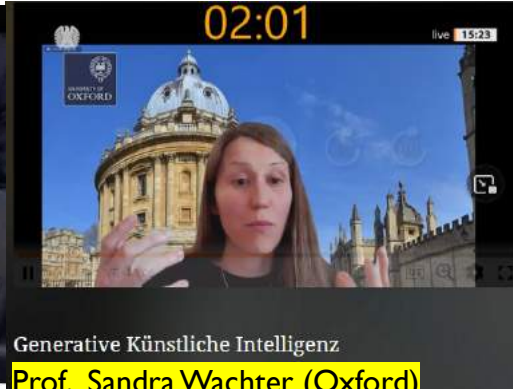 02:01
live 15:23
UNIVERSITY OF
OXFORD
Generative Künstliche Intelligenz
Prof. Sandra Wachter (Oxford)